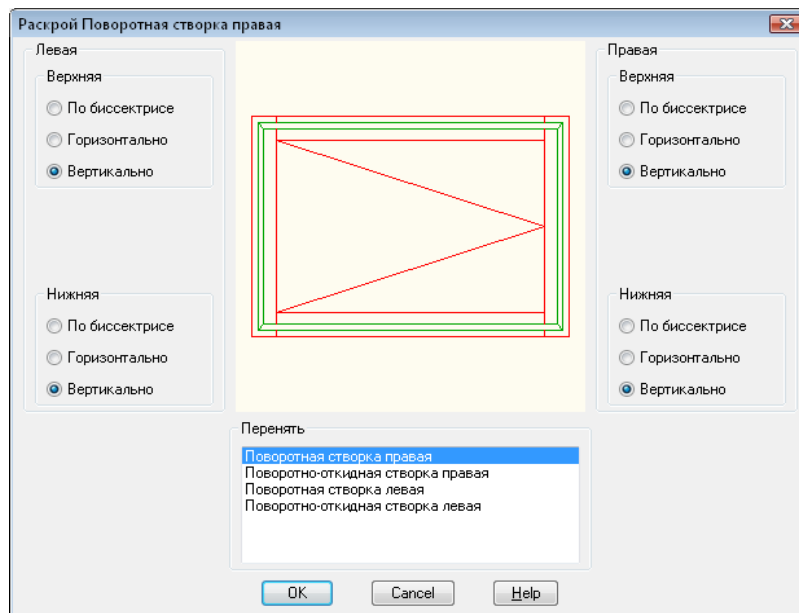 Раскрой Поворотная створка правая
Левая
Верхняя
По биссектрисе
Горизонтально
Вертикально
Нижняя
По биссектрисе
Горизонтально
Вертикально
Правая
Верхняя
По биссектрисе
Горизонтально
Вертикально
Нижняя
По биссектрисе
Горизонтально
Вертикально
Перенять
Поворотная створка правая
Поворотно-откидная створка правая
Поворотная створка левая
Поворотно-откидная створка левая
OK
Cancel
Help